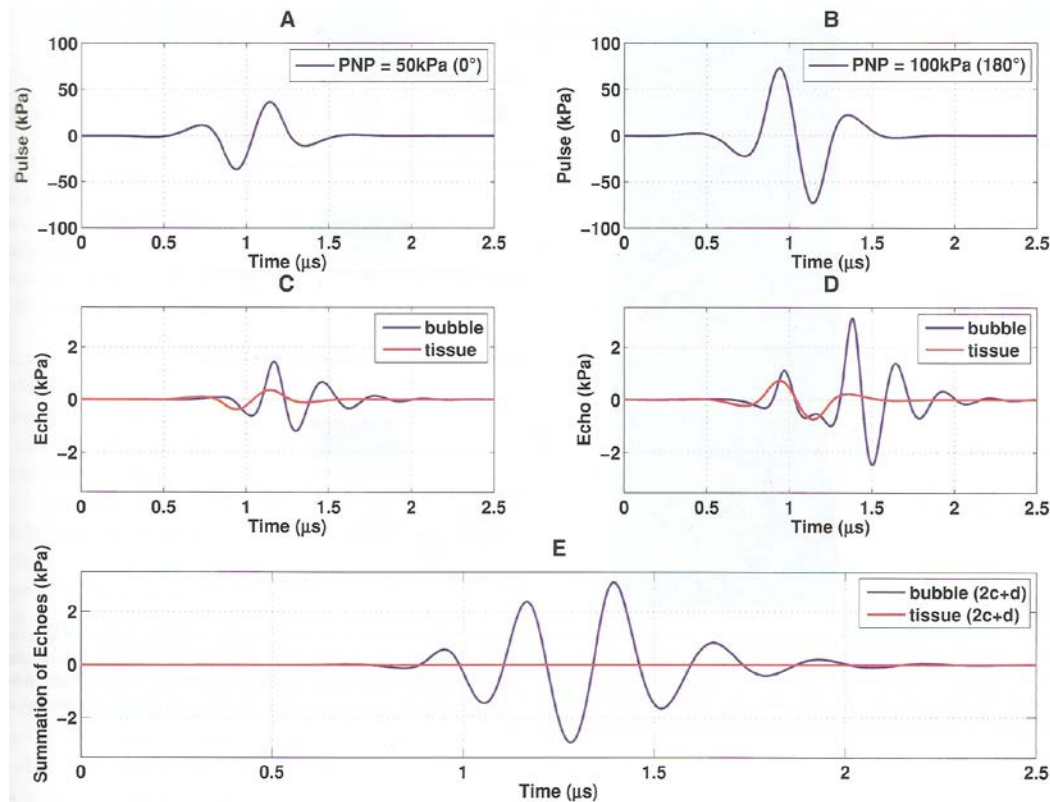 A
PNP = 50kPa (0°)
Pulse (kPa)
100
50
0
−50
−100
0 0.5 1 1.5 2 2.5
Time (µs)
B
PNP = 100kPa (180°)
Pulse (kPa)
100
50
0
−50
−100
0 0.5 1 1.5 2 2.5
Time (µs)
C
bubble
tissue
Echo (kPa)
2
0
−2
0 0.5 1 1.5 2 2.5
Time (µs)
D
bubble
tissue
Echo (kPa)
2
0
−2
0 0.5 1 1.5 2 2.5
Time (µs)
E
bubble (2c+d)
tissue (2c+d)
Summation of Echoes (kPa)
2
0
−2
0 0.5 1 1.5 2 2.5
Time (µs)